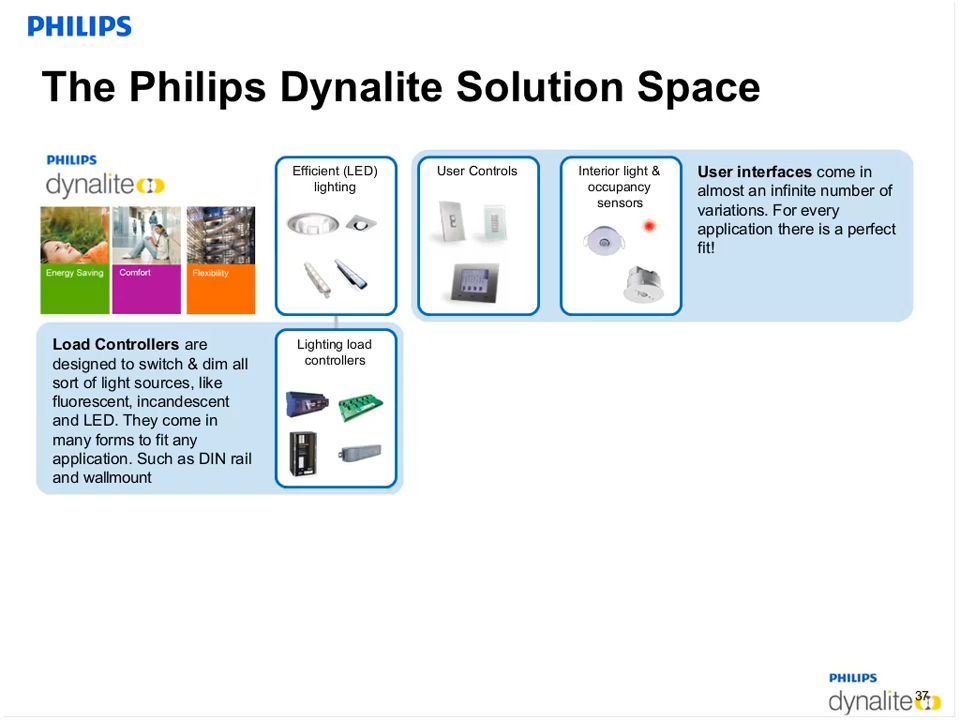 PHILIPS
The Philips Dynalite Solution Space
PHILIPS
dynalite
Energy Saving
Comfort
Flexibility
Efficient (LED)
lighting
User Controls
Interior light &
occupancy
sensors
User interfaces come in
almost an infinite number of
variations. For every
application there is a perfect
fit!
Load Controllers are
designed to switch & dim all
sort of light sources, like
fluorescent, incandescent
and LED. They come in
many forms to fit any
application. Such as DIN rail
and wallmount
Lighting load
controllers
PHILIPS
dynalite
37